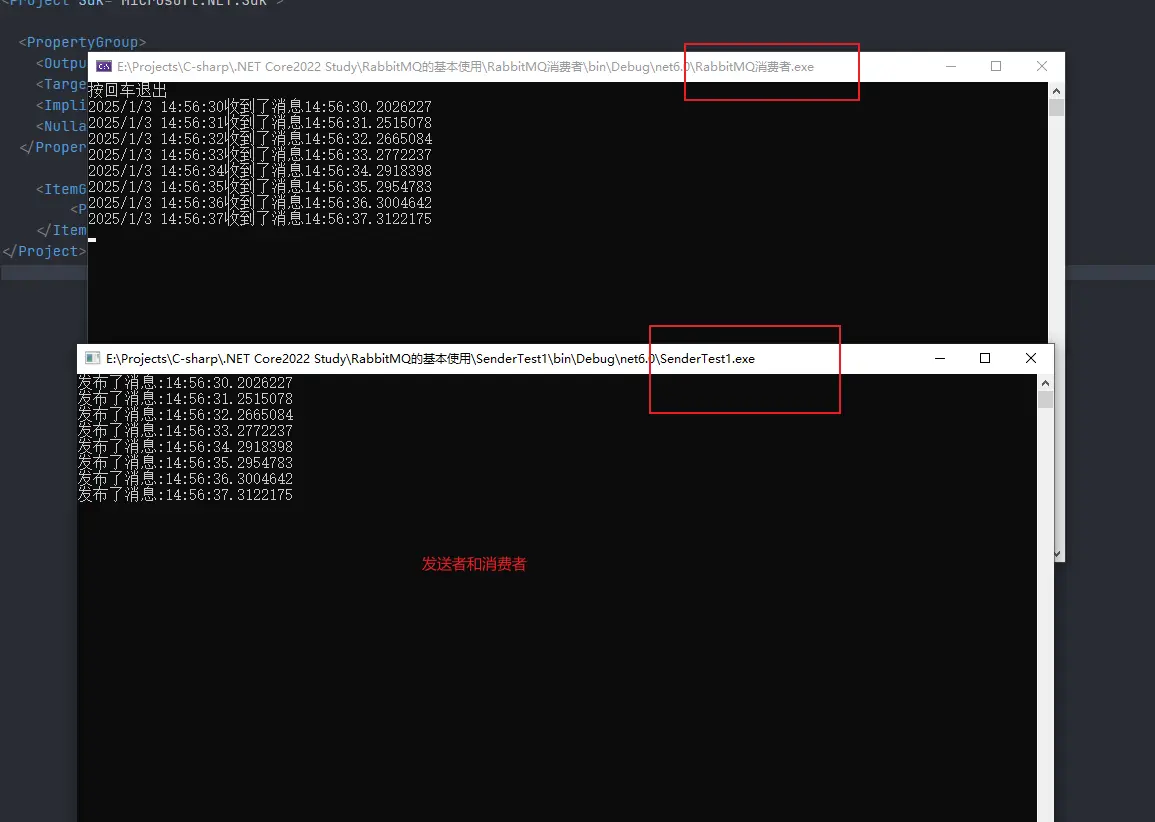 <Project Sdk="Microsoft.NET.Sdk">
<PropertyGroup>
<Outpu
<Targe
<Impli
<Nulla
</Proper
<ItemG
<P
</Item
</Project>
E:\Projects\C-sharp\.NET Core2022 Study\RabbitMQ的基本使用\RabbitMQ消费者\bin\Debug\net6.0\RabbitMQ消费者.exe
按回车退出
2025/1/3 14:56:30收到了消息14:56:30.2026227
2025/1/3 14:56:31收到了消息14:56:31.2515078
2025/1/3 14:56:32收到了消息14:56:32.2665084
2025/1/3 14:56:33收到了消息14:56:33.2772237
2025/1/3 14:56:34收到了消息14:56:34.2918398
2025/1/3 14:56:35收到了消息14:56:35.2954783
2025/1/3 14:56:36收到了消息14:56:36.3004642
2025/1/3 14:56:37收到了消息14:56:37.3122175
E:\Projects\C-sharp\.NET Core2022 Study\RabbitMQ的基本使用\SenderTest1\bin\Debug\net6.0\SenderTest1.exe
发布了消息:14:56:30.2026227
发布了消息:14:56:31.2515078
发布了消息:14:56:32.2665084
发布了消息:14:56:33.2772237
发布了消息:14:56:34.2918398
发布了消息:14:56:35.2954783
发布了消息:14:56:36.3004642
发布了消息:14:56:37.3122175
发送者和消费者